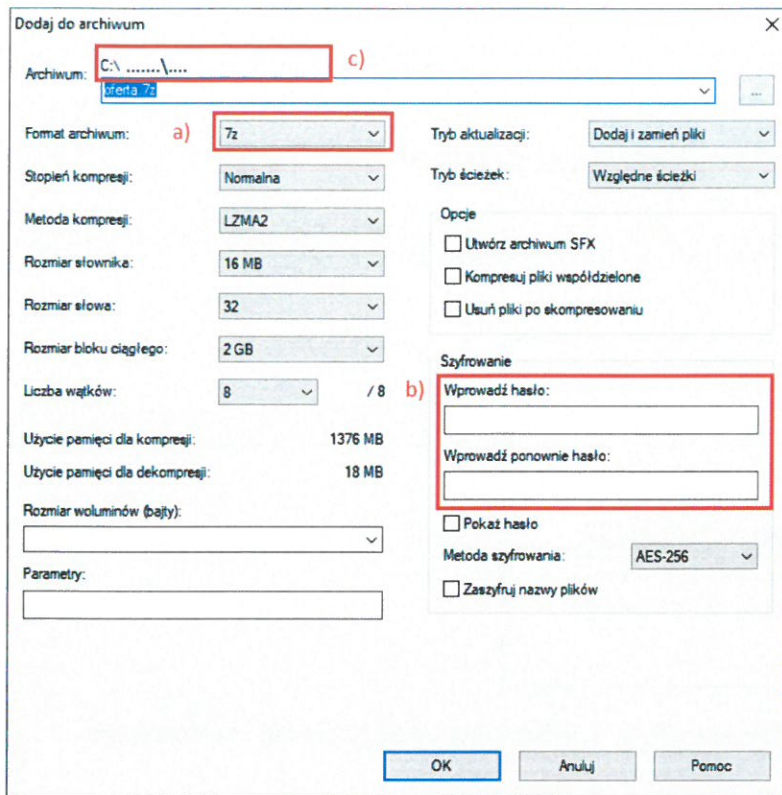 Dodaj do archiwum
Archiwum: C:\ .......\.... c)
oferta.7z ...
Format archiwum: a) 7z
Tryb aktualizacji: Dodaj i zamień pliki
Stopień kompresji: Normalna
Tryb ścieżek: Względne ścieżki
Metoda kompresji: LZMA2
Rozmiar słownika: 16 MB
Rozmiar słowa: 32
Rozmiar bloku ciągłego: 2 GB
Liczba wątków: 8 / 8
Użycie pamięci dla kompresji: 1376 MB
Użycie pamięci dla dekompresji: 18 MB
Rozmiar woluminów (bajty):
Parametry:
Opcje
Utwórz archiwum SFX
Kompresuj pliki współdzielone
Usuń pliki po skompresowaniu
Szyfrowanie
b) Wprowadź hasło:
Wprowadź ponownie hasło:
Pokaż hasło
Metoda szyfrowania: AES-256
Zaszyfruj nazwy plików
OK Anuluj Pomoc